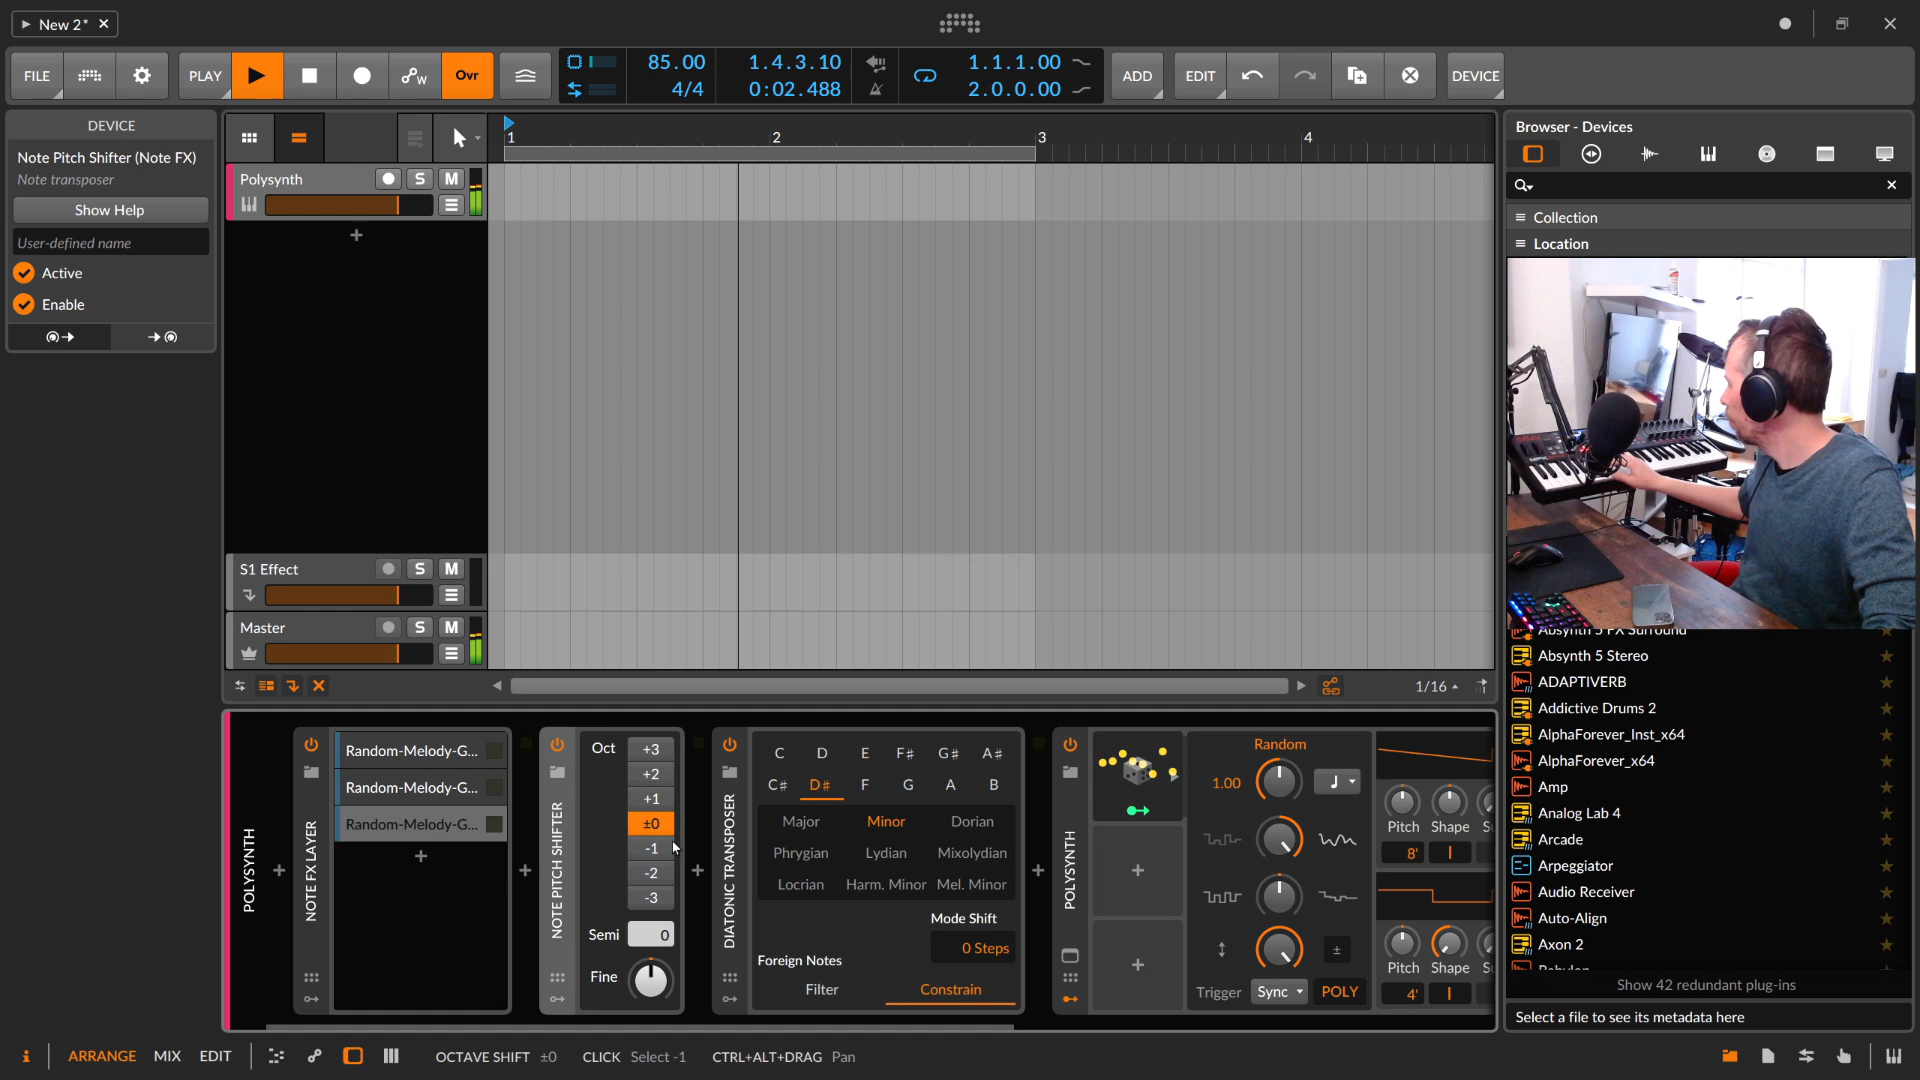 New 2*
FILE
PLAY
Ovr
85.00
4/4
1.4.3.10
0:02.488
1.1.1.00
2.0.0.00
ADD
EDIT
DEVICE
DEVICE
Note Pitch Shifter (Note FX)
Note transposer
Show Help
User-defined name
Active
Enable
1
2
3
4
Polysynth
S
M
S1 Effect
S
M
Master
S
M
1/16
Browser - Devices
Collection
Location
Absynth 5 FX Surround
Absynth 5 Stereo
ADAPTIVERB
Addictive Drums 2
AlphaForever_Inst_x64
AlphaForever_x64
Amp
Analog Lab 4
Arcade
Arpeggiator
Audio Receiver
Auto-Align
Axon 2
Show 42 redundant plug-ins
Select a file to see its metadata here
POLYSYNTH
NOTE FX LAYER
Random-Melody-G...
Random-Melody-G...
Random-Melody-G...
NOTE PITCH SHIFTER
Oct
+3
+2
+1
±0
-1
-2
-3
Semi
0
Fine
DIATONIC TRANSPOSER
C
D
E
F#
G#
A#
C#
D#
F
G
A
B
Major
Minor
Dorian
Phrygian
Lydian
Mixolydian
Locrian
Harm. Minor
Mel. Minor
Mode Shift
0 Steps
Foreign Notes
Filter
Constrain
POLYSYNTH
Random
1.00
±
Trigger
Sync
POLY
Pitch
Shape
8'
Pitch
Shape
4'
ARRANGE
MIX
EDIT
OCTAVE SHIFT ±0
CLICK Select -1
CTRL+ALT+DRAG Pan